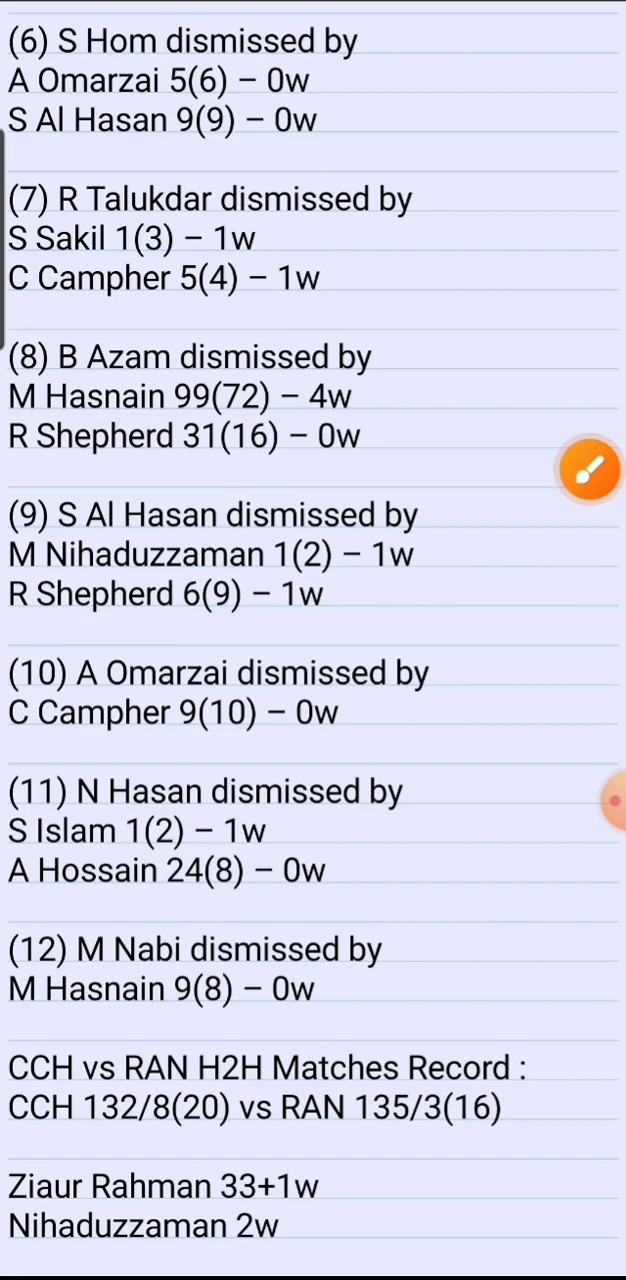 (6) S Hom dismissed by
A Omarzai 5(6) – 0w
S Al Hasan 9(9) – 0w
(7) R Talukdar dismissed by
S Sakil 1(3) – 1w
C Campher 5(4) – 1w
(8) B Azam dismissed by
M Hasnain 99(72) – 4w
R Shepherd 31(16) – 0w
(9) S Al Hasan dismissed by
M Nihaduzzaman 1(2) – 1w
R Shepherd 6(9) – 1w
(10) A Omarzai dismissed by
C Campher 9(10) – 0w
(11) N Hasan dismissed by
S Islam 1(2) – 1w
A Hossain 24(8) – 0w
(12) M Nabi dismissed by
M Hasnain 9(8) – 0w
CCH vs RAN H2H Matches Record :
CCH 132/8(20) vs RAN 135/3(16)
Ziaur Rahman 33+1w
Nihaduzzaman 2w